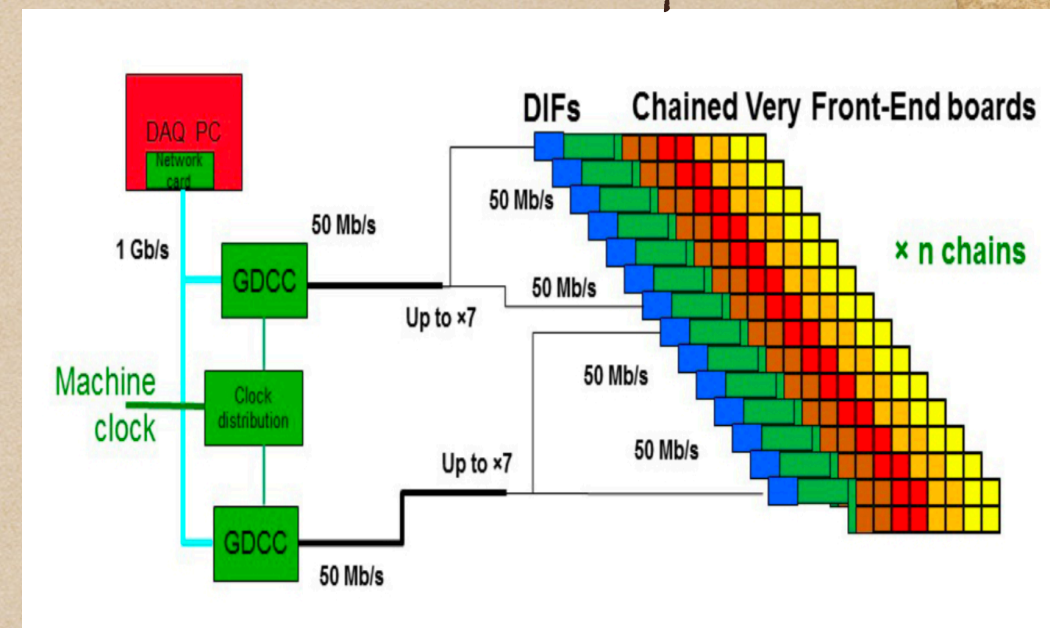 DIFs
Chained Very Front-End boards
DAQ PC
Network
card
50 Mb/s
1 Gb/s
GDCC
50 Mb/s
× n chains
50 Mb/s
Up to ×7
Machine
clock
Clock
distribution
50 Mb/s
50 Mb/s
Up to ×7
GDCC
50 Mb/s